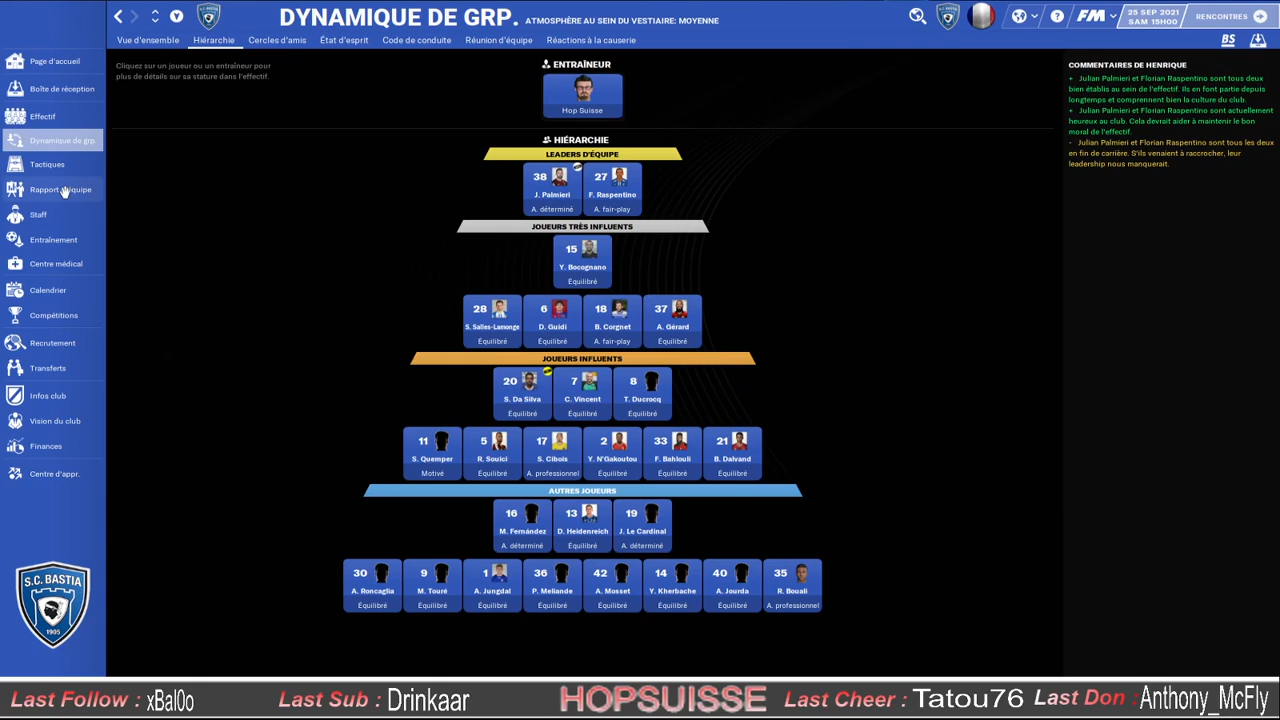 DYNAMIQUE DE GRP. ATMOSPHÈRE AU SEIN DU VESTIAIRE: MOYENNE
FM
25 SEP 2021
SAM 15H00
RENCONTRES
Vue d'ensemble Hiérarchie Cercles d'amis État d'esprit Code de conduite Réunion d'équipe Réactions à la causerie
BS
Page d'accueil
Boîte de réception
Effectif
Dynamique de grp.
Tactiques
Rapport d'équipe
Staff
Entraînement
Centre médical
Calendrier
Compétitions
Recrutement
Transferts
Infos club
Vision du club
Finances
Centre d'appr.
S.C. BASTIA
1905
Cliquez sur un joueur ou un entraîneur pour
plus de détails sur sa stature dans l'effectif.
ENTRAÎNEUR
Hop Suisse
HIÉRARCHIE
LEADERS D'ÉQUIPE
38 27
J. Palmieri F. Raspentino
A. déterminé A. fair-play
JOUEURS TRÈS INFLUENTS
15
Y. Bocognano
Équilibré
28 6 18 37
S. Salles-Lamonge D. Guidi B. Corgnet A. Gérard
Équilibré Équilibré A. fair-play Équilibré
JOUEURS INFLUENTS
20 7 8
S. Da Silva C. Vincent T. Ducrocq
Équilibré Équilibré Équilibré
11 5 17 2 33 21
S. Quemper R. Souici S. Cibois Y. N'Gakoutou F. Bahlouli B. Dalvand
Motivé Équilibré A. professionnel Équilibré Équilibré Équilibré
AUTRES JOUEURS
16 13 19
M. Fernández D. Heidenreich J. Le Cardinal
A. déterminé Équilibré A. déterminé
30 9 1 36 42 14 40 35
A. Roncaglia M. Touré A. Jungdal P. Meliande A. Mosset Y. Kherbache A. Jourda R. Bouali
Équilibré Équilibré Équilibré Équilibré Équilibré Équilibré Équilibré A. professionnel
COMMENTAIRES DE HENRIQUE
+ Julian Palmieri et Florian Raspentino sont tous deux
bien établis au sein de l'effectif. Ils en font partie depuis
longtemps et comprennent bien la culture du club.
+ Julian Palmieri et Florian Raspentino sont actuellement
heureux au club. Cela devrait aider à maintenir le bon
moral de l'effectif.
- Julian Palmieri et Florian Raspentino sont tous les deux
en fin de carrière. S'ils venaient à raccrocher, leur
leadership nous manquerait.
Last Follow : xBal0o Last Sub : Drinkaar HOPSUISSE Last Cheer : Tatou76 Last Don : Anthony_McFly